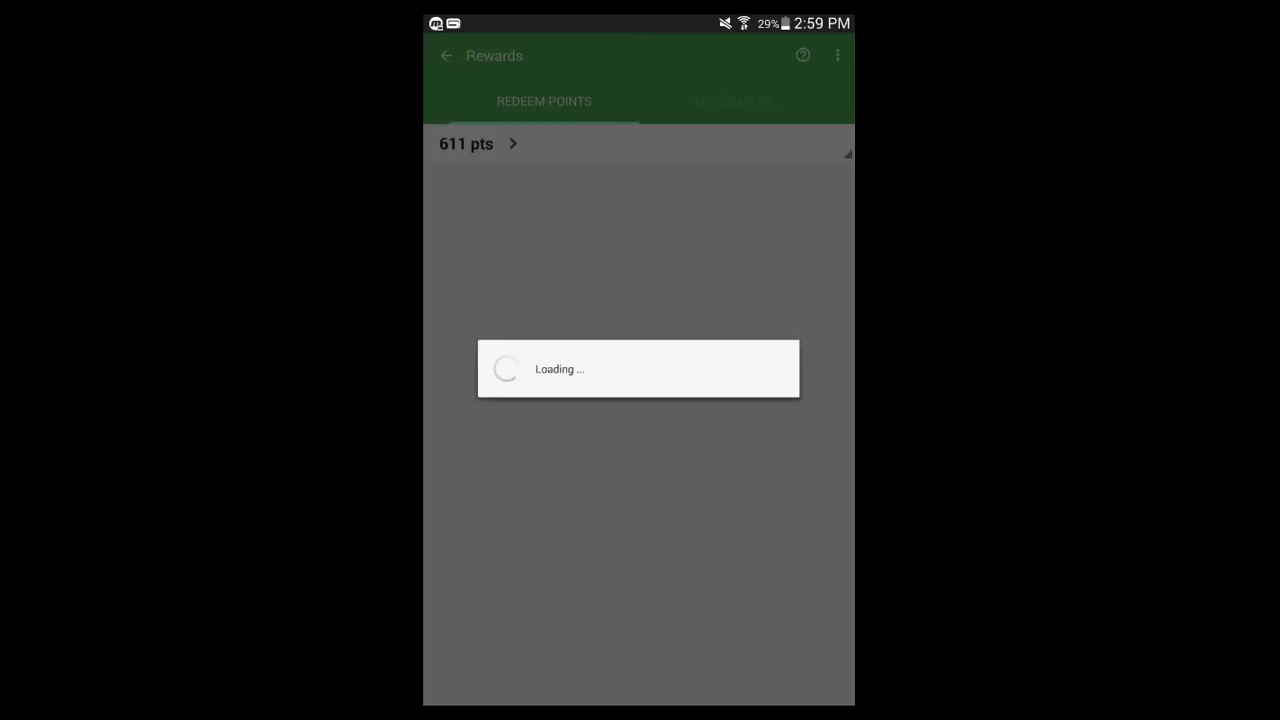 29% 2:59 PM
Rewards
REDEEM POINTS
611 pts
Loading ...